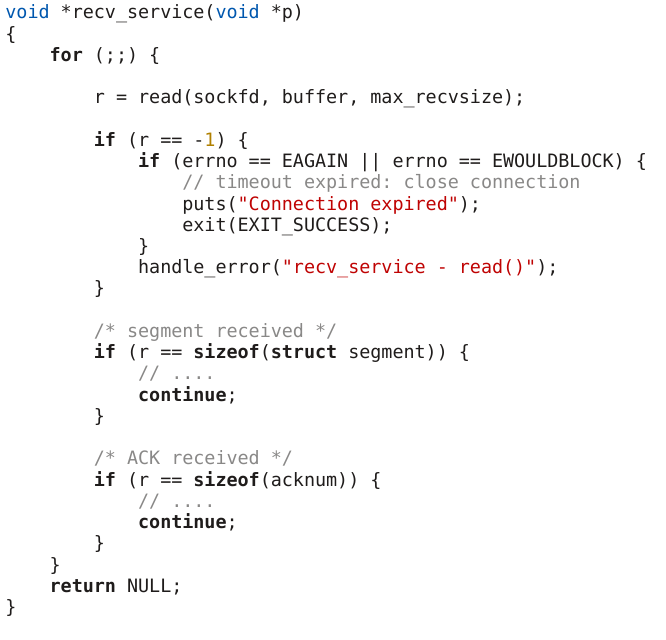 void *recv_service(void *p)
{
    for (;;) {

        r = read(sockfd, buffer, max_recvsize);

        if (r == -1) {
            if (errno == EAGAIN || errno == EWOULDBLOCK) {
                // timeout expired: close connection
                puts("Connection expired");
                exit(EXIT_SUCCESS);
            }
            handle_error("recv_service - read()");
        }

        /* segment received */
        if (r == sizeof(struct segment)) {
            // ....
            continue;
        }

        /* ACK received */
        if (r == sizeof(acknum)) {
            // ....
            continue;
        }
    }
    return NULL;
}